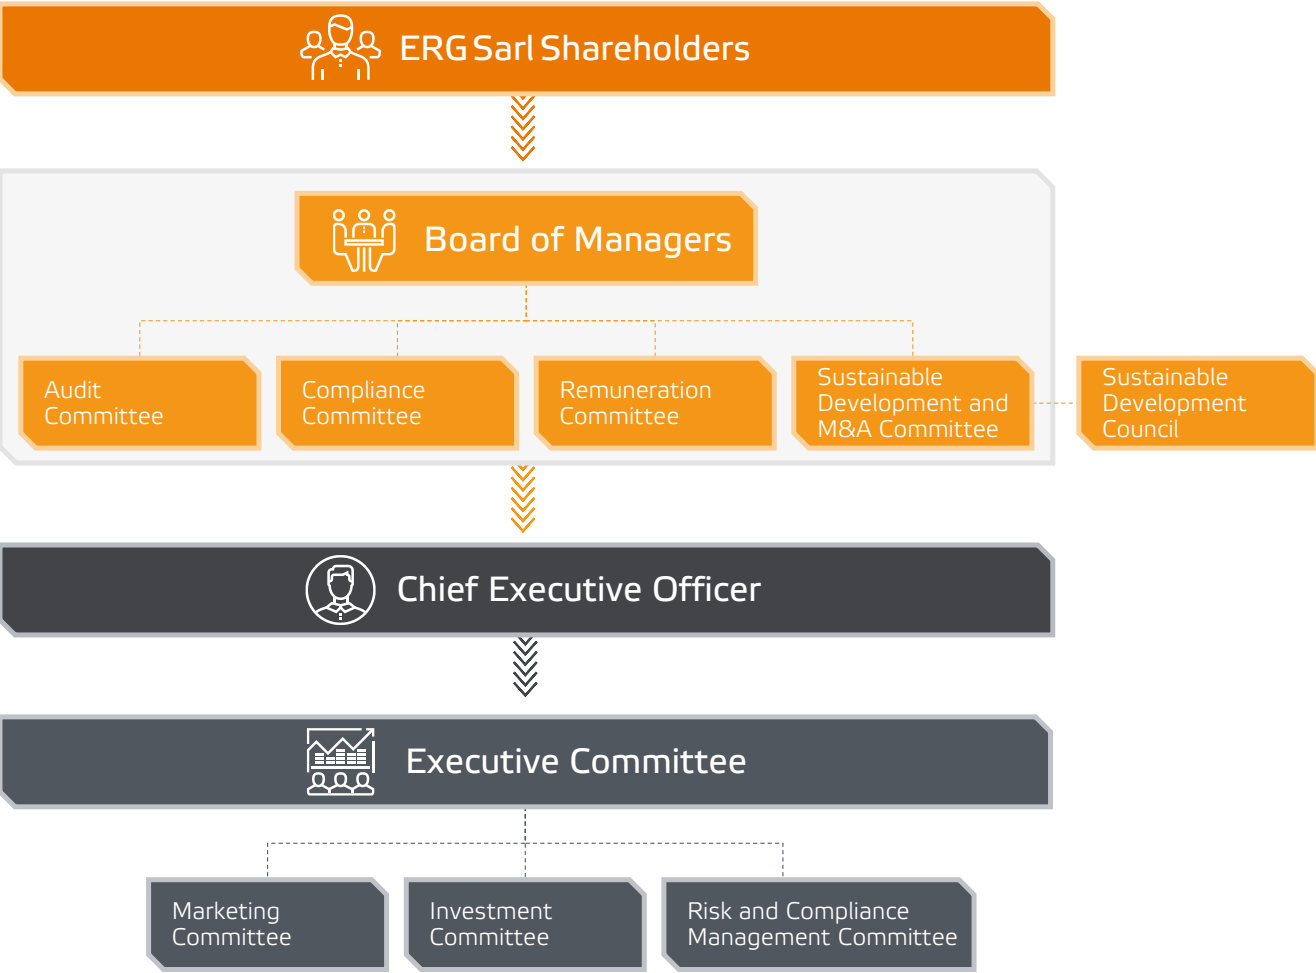 ERG Sarl Shareholders
Board of Managers
Audit
Committee
Compliance
Committee
Remuneration
Committee
Sustainable
Development and
M&A Committee
Sustainable
Development
Council
Chief Executive Officer
Executive Committee
Marketing
Committee
Investment
Committee
Risk and Compliance
Management Committee